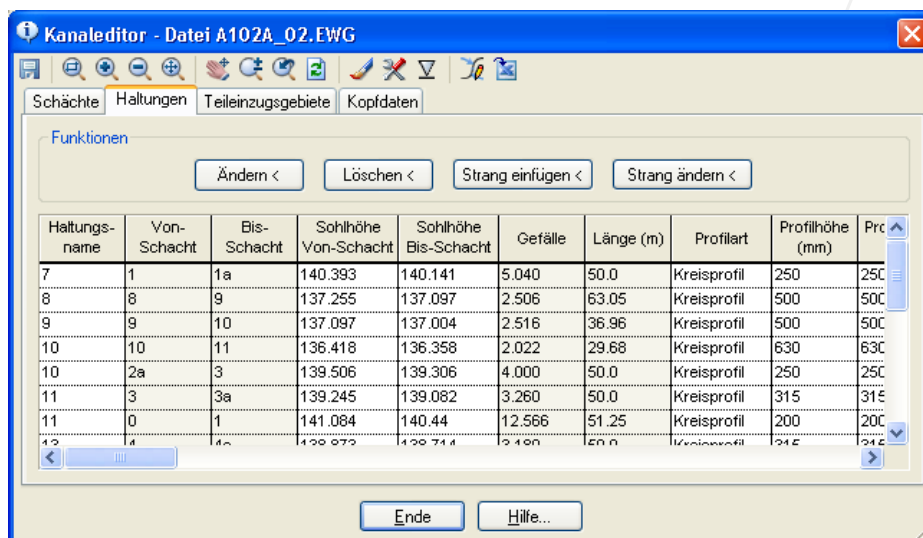 Kanaleditor - Datei A102A_02.EWG
Schächte Haltungen Teileinzugsgebiete Kopfdaten
Funktionen
Ändern < Löschen < Strang einfügen < Strang ändern <
Haltungs- Von- Bis- Sohlhöhe Sohlhöhe Gefälle Länge (m) Profilart Profilhöhe Prc
name Schacht Schacht Von-Schacht Bis-Schacht (mm)
7 1 1a 140.393 140.141 5.040 50.0 Kreisprofil 250 250
8 8 9 137.255 137.097 2.506 63.05 Kreisprofil 500 500
9 9 10 137.097 137.004 2.516 36.96 Kreisprofil 500 500
10 10 11 136.418 136.358 2.022 29.68 Kreisprofil 630 630
10 2a 3 139.506 139.306 4.000 50.0 Kreisprofil 250 250
11 3 3a 139.245 139.082 3.260 50.0 Kreisprofil 315 315
11 0 1 141.084 140.44 12.566 51.25 Kreisprofil 200 200
Ende Hilfe...